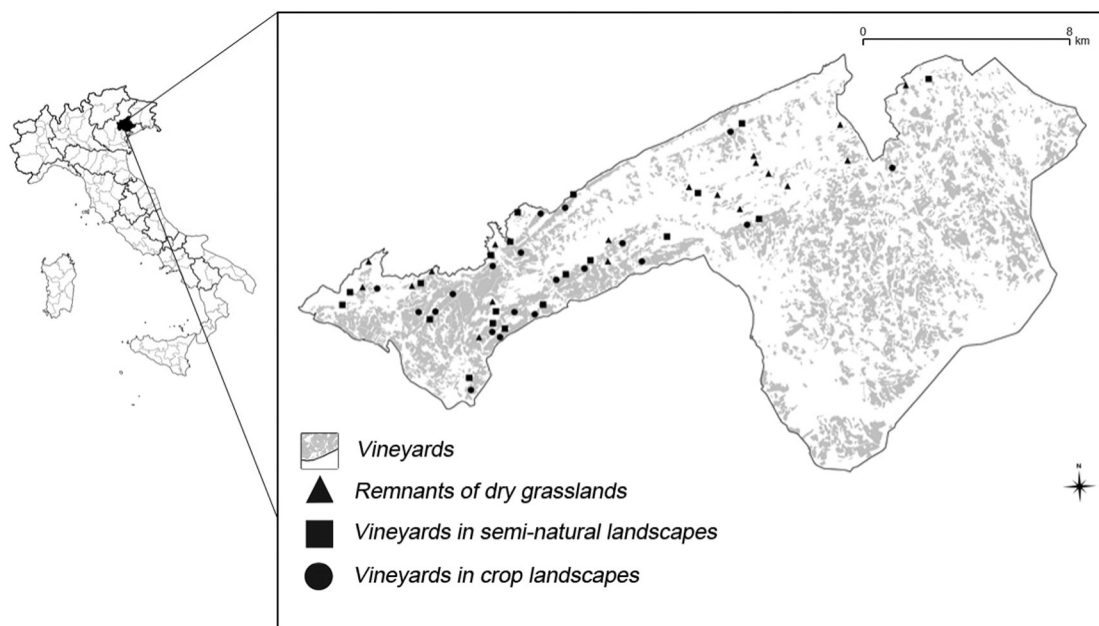 0 8
km
Vineyards
Remnants of dry grasslands
Vineyards in semi-natural landscapes
Vineyards in crop landscapes
N